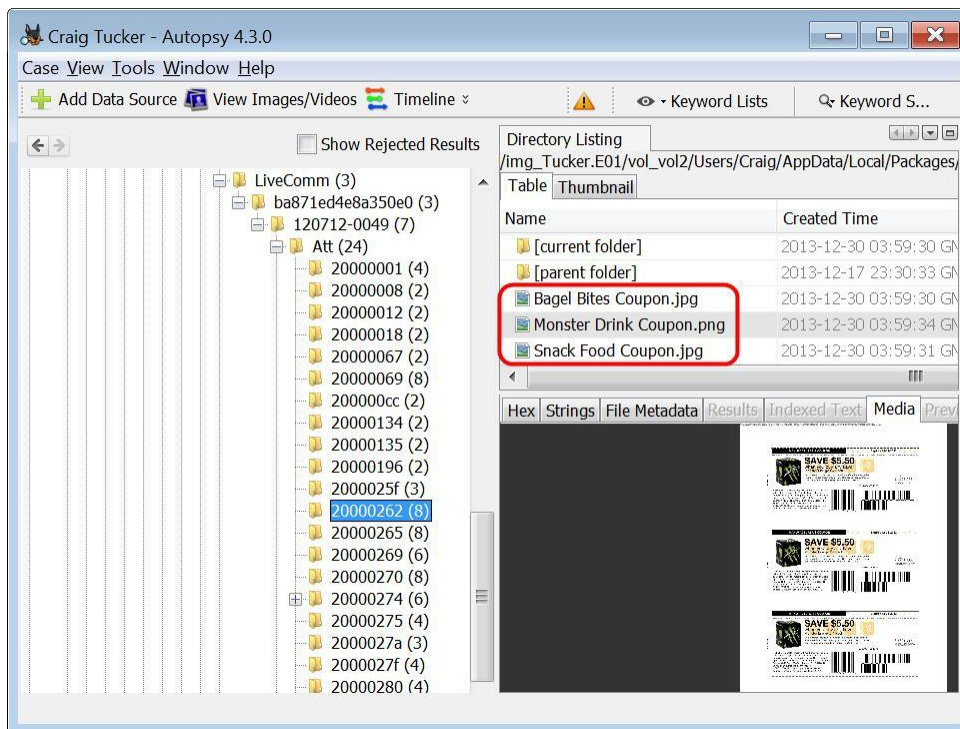 Craig Tucker - Autopsy 4.3.0
Case View Tools Window Help
Add Data Source View Images/Videos Timeline Keyword Lists Keyword S...
Show Rejected Results
LiveComm (3)
ba871ed4e8a350e0 (3)
120712-0049 (7)
Att (24)
20000001 (4)
20000008 (2)
20000012 (2)
20000018 (2)
20000067 (2)
20000069 (8)
200000cc (2)
20000134 (2)
20000135 (2)
20000196 (2)
2000025f (3)
20000262 (8)
20000265 (8)
20000269 (6)
20000270 (8)
20000274 (6)
20000275 (4)
2000027a (3)
2000027f (4)
20000280 (4)
Directory Listing
/img_Tucker.E01/vol_vol2/Users/Craig/AppData/Local/Packages/
Table Thumbnail
Name Created Time
[current folder] 2013-12-30 03:59:30 GM
[parent folder] 2013-12-17 23:30:33 GM
Bagel Bites Coupon.jpg 2013-12-30 03:59:30 GM
Monster Drink Coupon.png 2013-12-30 03:59:34 GM
Snack Food Coupon.jpg 2013-12-30 03:59:31 GM
Hex Strings File Metadata Results Indexed Text Media Previ
SAVE $5.50
SAVE $5.50
SAVE $5.50